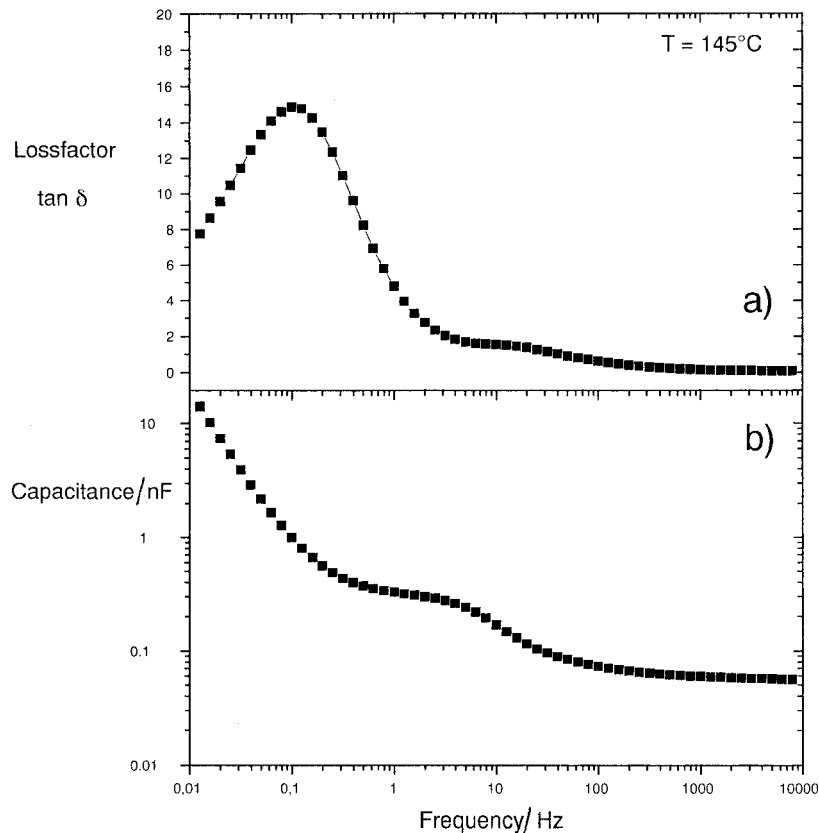 20
18
16
14
12
10
8
6
4
2
0
Lossfactor
tan δ
T = 145°C
a)
10
1
0.1
0.01
Capacitance/nF
b)
0,01 0,1 1 10 100 1000 10000
Frequency/ Hz